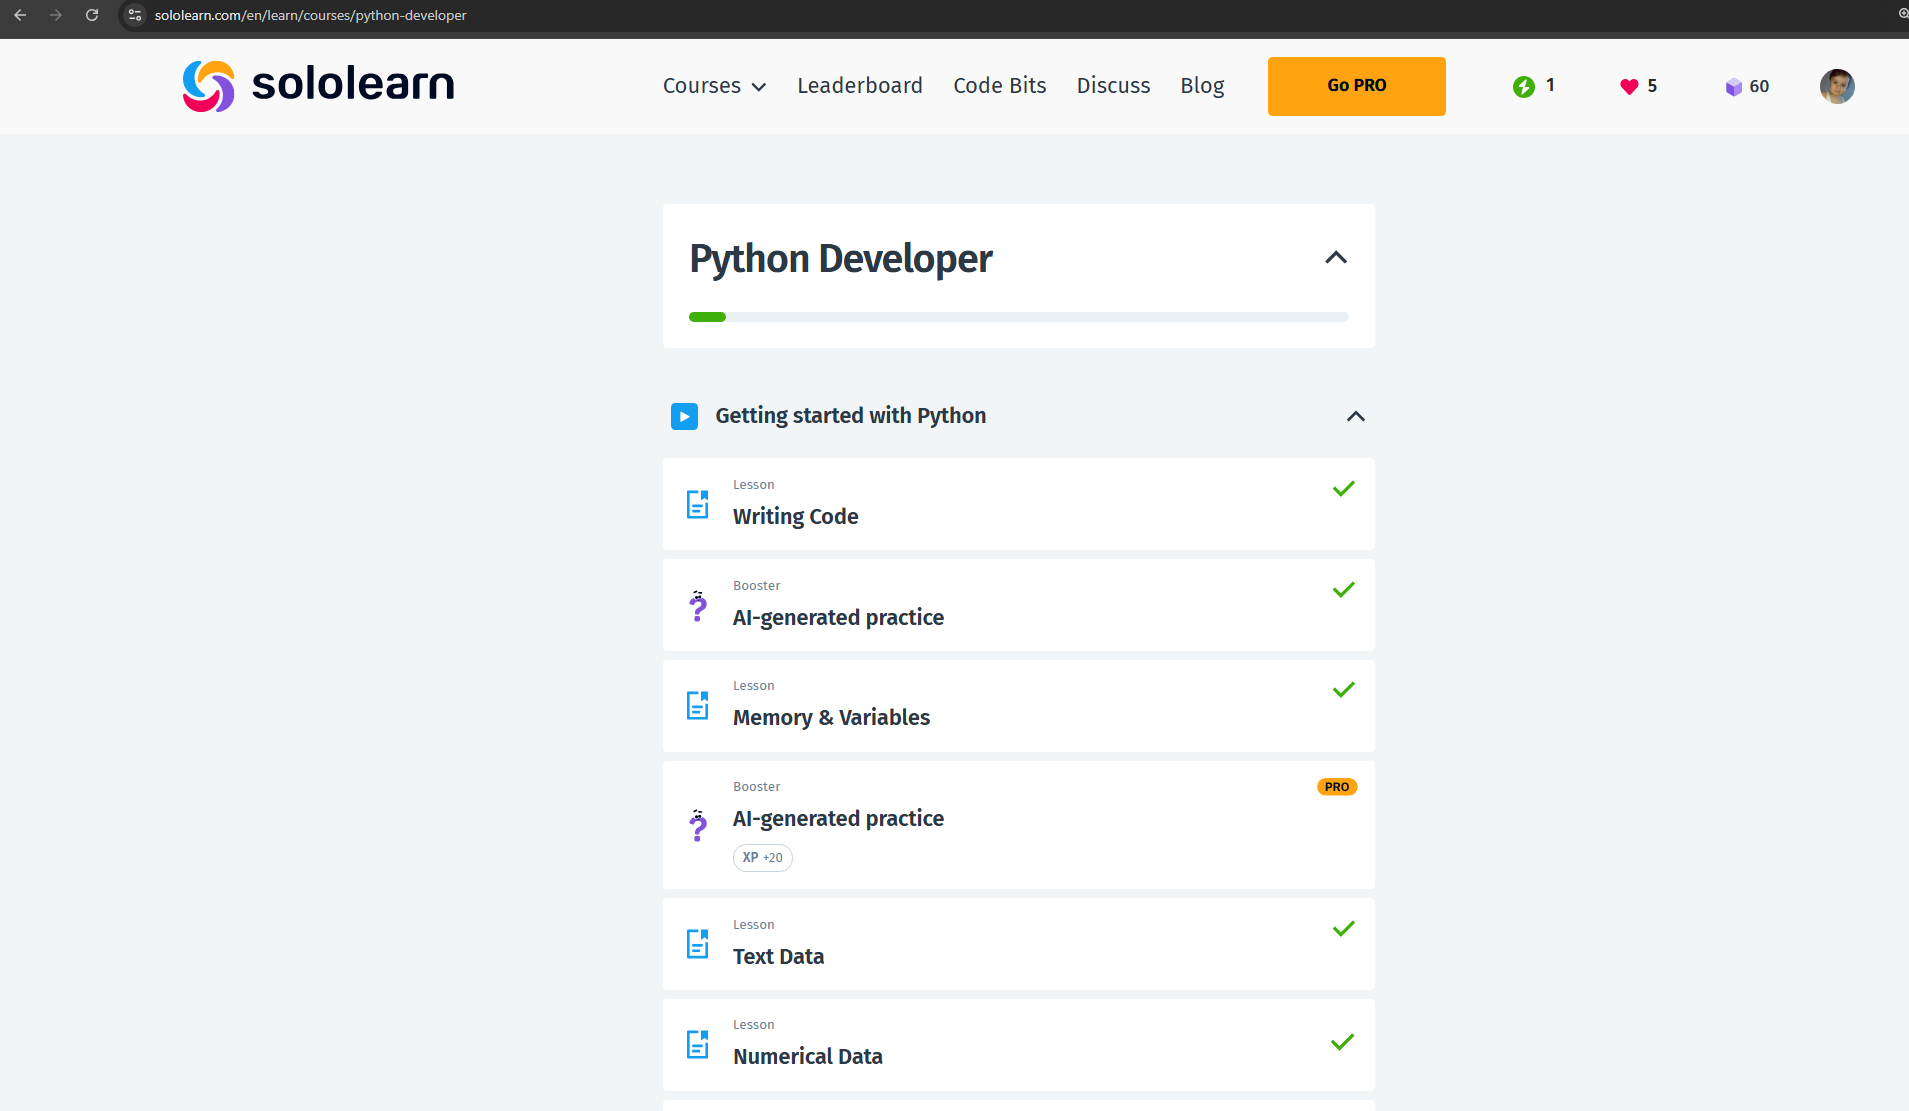 sololearn.com/en/learn/courses/python-developer
sololearn
Courses Leaderboard Code Bits Discuss Blog Go PRO 1 5 60
Python Developer
Getting started with Python
Lesson
Writing Code
Booster
AI-generated practice
Lesson
Memory & Variables
Booster
PRO
AI-generated practice
XP +20
Lesson
Text Data
Lesson
Numerical Data